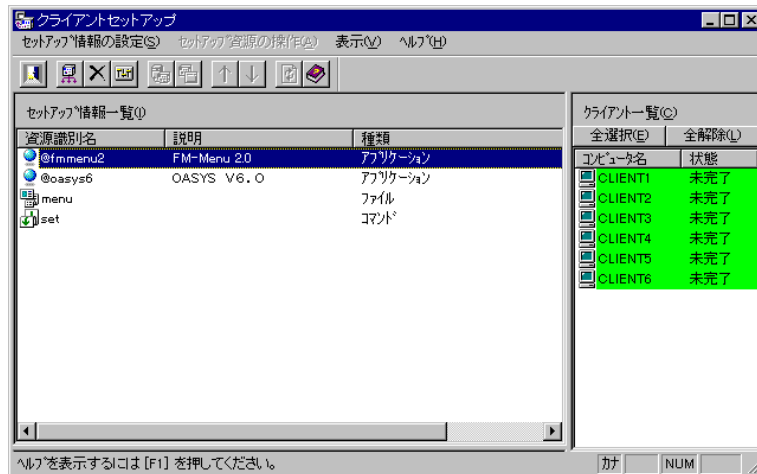 クライアントセットアップ
ｾｯﾄｱｯﾌﾟ情報の設定(S) ｾｯﾄｱｯﾌﾟ資源の操作(A) 表示(V) ﾍﾙﾌﾟ(H)
ｾｯﾄｱｯﾌﾟ情報一覧(I)
資源識別名 説明 種類
@fmmenu2 FM-Menu 2.0 ｱﾌﾟﾘｹｰｼｮﾝ
@oasys6 OASYS V6.0 ｱﾌﾟﾘｹｰｼｮﾝ
menu ﾌｧｲﾙ
set ｺﾏﾝﾄﾞ
ｸﾗｲｱﾝﾄ一覧(C)
全選択(E) 全解除(L)
ｺﾝﾋﾟｭｰﾀ名 状態
CLIENT1 未完了
CLIENT2 未完了
CLIENT3 未完了
CLIENT4 未完了
CLIENT5 未完了
CLIENT6 未完了
ﾍﾙﾌﾟを表示するには [F1] を押してください。 ｶﾅ NUM